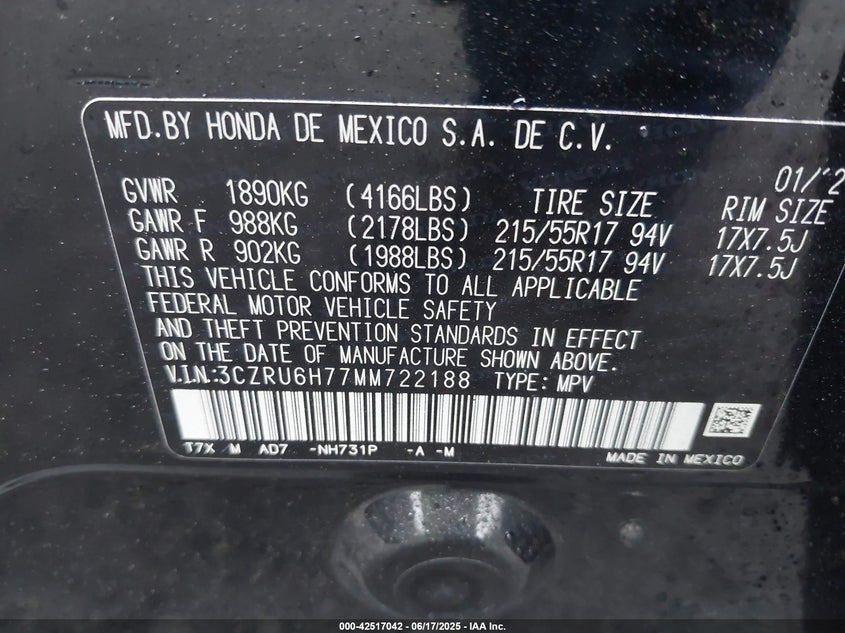 MFD.BY HONDA DE MEXICO S.A. DE C.V.
01/'2
GVWR 1890KG (4166LBS) TIRE SIZE RIM SIZE
GAWR F 988KG (2178LBS) 215/55R17 94V 17X7.5J
GAWR R 902KG (1988LBS) 215/55R17 94V 17X7.5J
THIS VEHICLE CONFORMS TO ALL APPLICABLE
FEDERAL MOTOR VEHICLE SAFETY
AND THEFT PREVENTION STANDARDS IN EFFECT
ON THE DATE OF MANUFACTURE SHOWN ABOVE.
V.I.N:3CZRU6H77MM722188 TYPE: MPV
T7X M AD7 -NH731P -A -M
MADE IN MEXICO
000-42517042 - 06/17/2025 - IAA Inc.